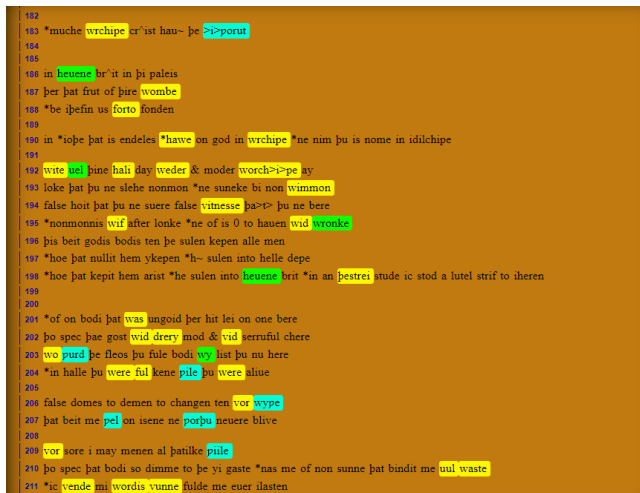 182
183 *muche wrchipe cr^ist hau~ þe >i>porut
184
185
186 in heuene br^it in þi paleis
187 þer þat frut of þire wombe
188 *be iþefin us forto fonden
189
190 in *ioþe þat is endeles *hawe on god in wrchipe *ne nim þu is nome in idilchipe
191
192 wite uel þine hali day weder & moder worch>i>pe ay
193 loke þat þu ne slehe nonmon *ne suneke bi non wimmon
194 false hoit þat þu ne suere false vitnesse þa>t> þu ne bere
195 *nonmonnis wif after lonke *ne of is 0 to hauen wid wronke
196 þis beit godis bodis ten þe sulen kepen alle men
197 *hoe þat nullit hem ykepen *h~ sulen into helle depe
198 *hoe þat kepit hem arist *he sulen into heuene brit *in an þestrei stude ic stod a lutel strif to iheren
199
200
201 *of on bodi þat was ungoid þer hit lei on one bere
202 þo spec þae gost wid drery mod & vid serruful chere
203 wo purd þe fleos þu fule bodi wy list þu nu here
204 *in halle þu were ful kene pile þu were aliue
205
206 false domes to demen to changen ten vor wype
207 þat beit me pel on isene ne porþu neuere blive
208
209 vor sore i may menen al þatilke piile
210 þo spec þat bodi so dimme to þe yi gaste *nas me of non sunne þat bindit me uul waste
211 *ic vende mi wordis vunne fulde me euer ilasten